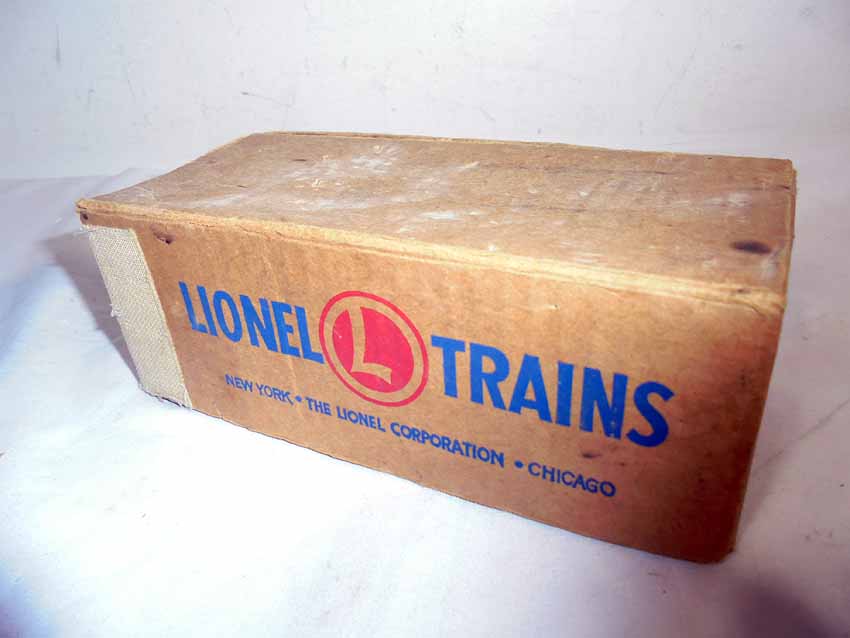 LIONEL L TRAINS
NEW YORK • THE LIONEL CORPORATION • CHICAGO